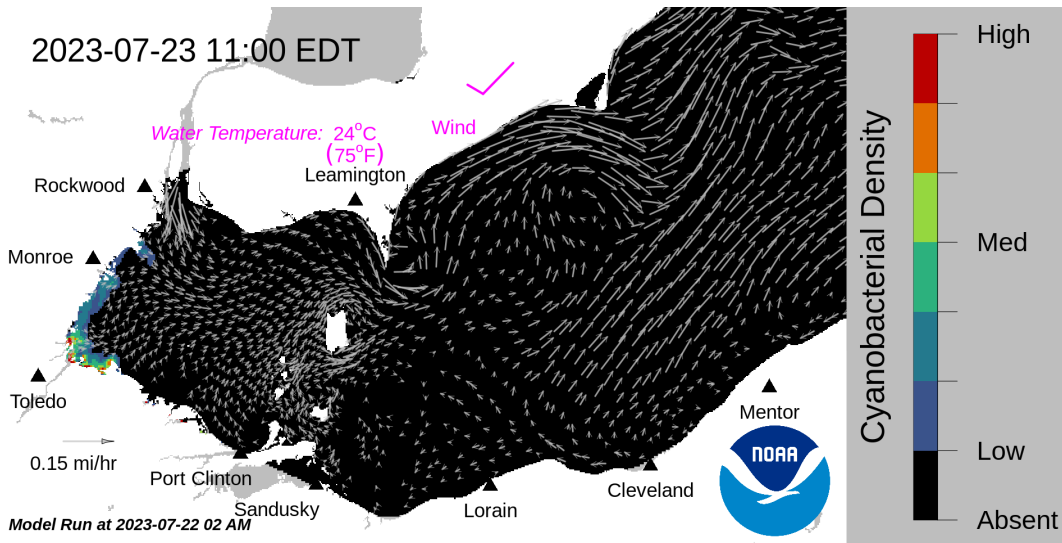 2023-07-23 11:00 EDT
Water Temperature: 24°C
(75°F)
Wind
Leamington
Rockwood
Monroe
Toledo
0.15 mi/hr
Port Clinton
Sandusky
Lorain
Cleveland
Mentor
NOAA
Model Run at 2023-07-22 02 AM
Cyanobacterial Density
High
Med
Low
Absent